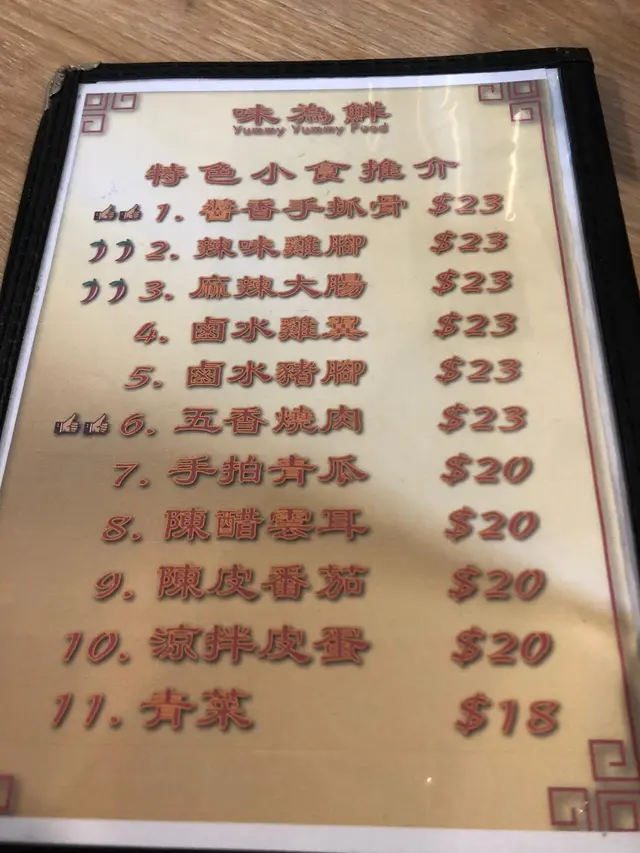 味為鮮
Yummy Yummy Food
特色小食推介
1. 醬香手抓骨 $23
2. 辣味雞腳 $23
3. 麻辣大腸 $23
4. 鹵水雞翼 $23
5. 鹵水豬腳 $23
6. 五香燒肉 $23
7. 手拍青瓜 $20
8. 陳醋雲耳 $20
9. 陳皮番茄 $20
10. 涼拌皮蛋 $20
11. 青菜 $18